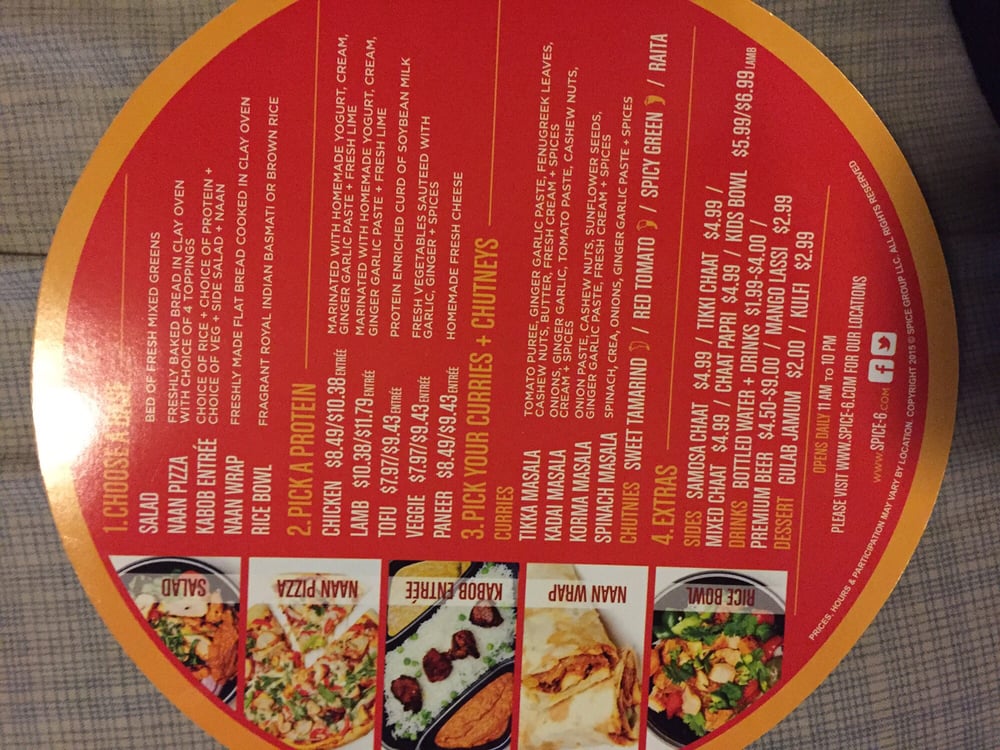 1. CHOOSE A BASE
SALAD BED OF FRESH MIXED GREENS
NAAN PIZZA FRESHLY BAKED BREAD IN CLAY OVEN
WITH CHOICE OF 4 TOPPINGS
KABOB ENTRÉE CHOICE OF RICE + CHOICE OF PROTEIN +
CHOICE OF VEG + SIDE SALAD + NAAN
NAAN WRAP FRESHLY MADE FLAT BREAD COOKED IN CLAY OVEN
RICE BOWL FRAGRANT ROYAL INDIAN BASMATI OR BROWN RICE
2. PICK A PROTEIN
CHICKEN $8.49/$10.38 ENTRÉE MARINATED WITH HOMEMADE YOGURT, CREAM,
GINGER GARLIC PASTE + FRESH LIME
LAMB $10.38/$11.79 ENTRÉE MARINATED WITH HOMEMADE YOGURT, CREAM,
GINGER GARLIC PASTE + FRESH LIME
TOFU $7.97/$9.43 ENTRÉE PROTEIN ENRICHED CURD OF SOYBEAN MILK
VEGGIE $7.97/$9.43 ENTRÉE FRESH VEGETABLES SAUTEED WITH
GARLIC, GINGER + SPICES
PANEER $8.49/$9.43 ENTRÉE HOMEMADE FRESH CHEESE
3. PICK YOUR CURRIES + CHUTNEYS
CURRIES
TIKKA MASALA TOMATO PUREE, GINGER GARLIC PASTE, FENUGREEK LEAVES,
CASHEW NUTS, BUTTER, FRESH CREAM + SPICES
KADAI MASALA ONIONS, GINGER GARLIC, TOMATO PASTE, CASHEW NUTS,
CREAM + SPICES
KORMA MASALA ONION PASTE, CASHEW NUTS, SUNFLOWER SEEDS,
GINGER GARLIC PASTE, FRESH CREAM + SPICES
SPINACH MASALA SPINACH, CREA, ONIONS, GINGER GARLIC PASTE + SPICES
CHUTNIES SWEET TAMARIND / RED TOMATO / SPICY GREEN / RAITA
4. EXTRAS
SIDES SAMOSA CHAAT $4.99 / TIKKI CHAAT $4.99 /
MIXED CHAAT $4.99 / CHAAT PAPRI $4.99 / KIDS BOWL $5.99/$6.99 LAMB
DRINKS BOTTLED WATER + DRINKS $1.99-$4.00 /
PREMIUM BEER $4.50-$9.00 / MANGO LASSI $2.99
DESSERT GULAB JAMUM $2.00 / KULFI $2.99
OPENS DAILY 11 AM TO 10 PM
PLEASE VISIT WWW.SPICE-6.COM FOR OUR LOCATIONS
WWW.SPICE-6.COM
PRICES, HOURS & PARTICIPATION MAY VARY BY LOCATION. COPYRIGHT 2015 © SPICE GROUP LLC. ALL RIGHTS RESERVED
SALAD
NAAN PIZZA
KABOB ENTRÉE
NAAN WRAP
RICE BOWL